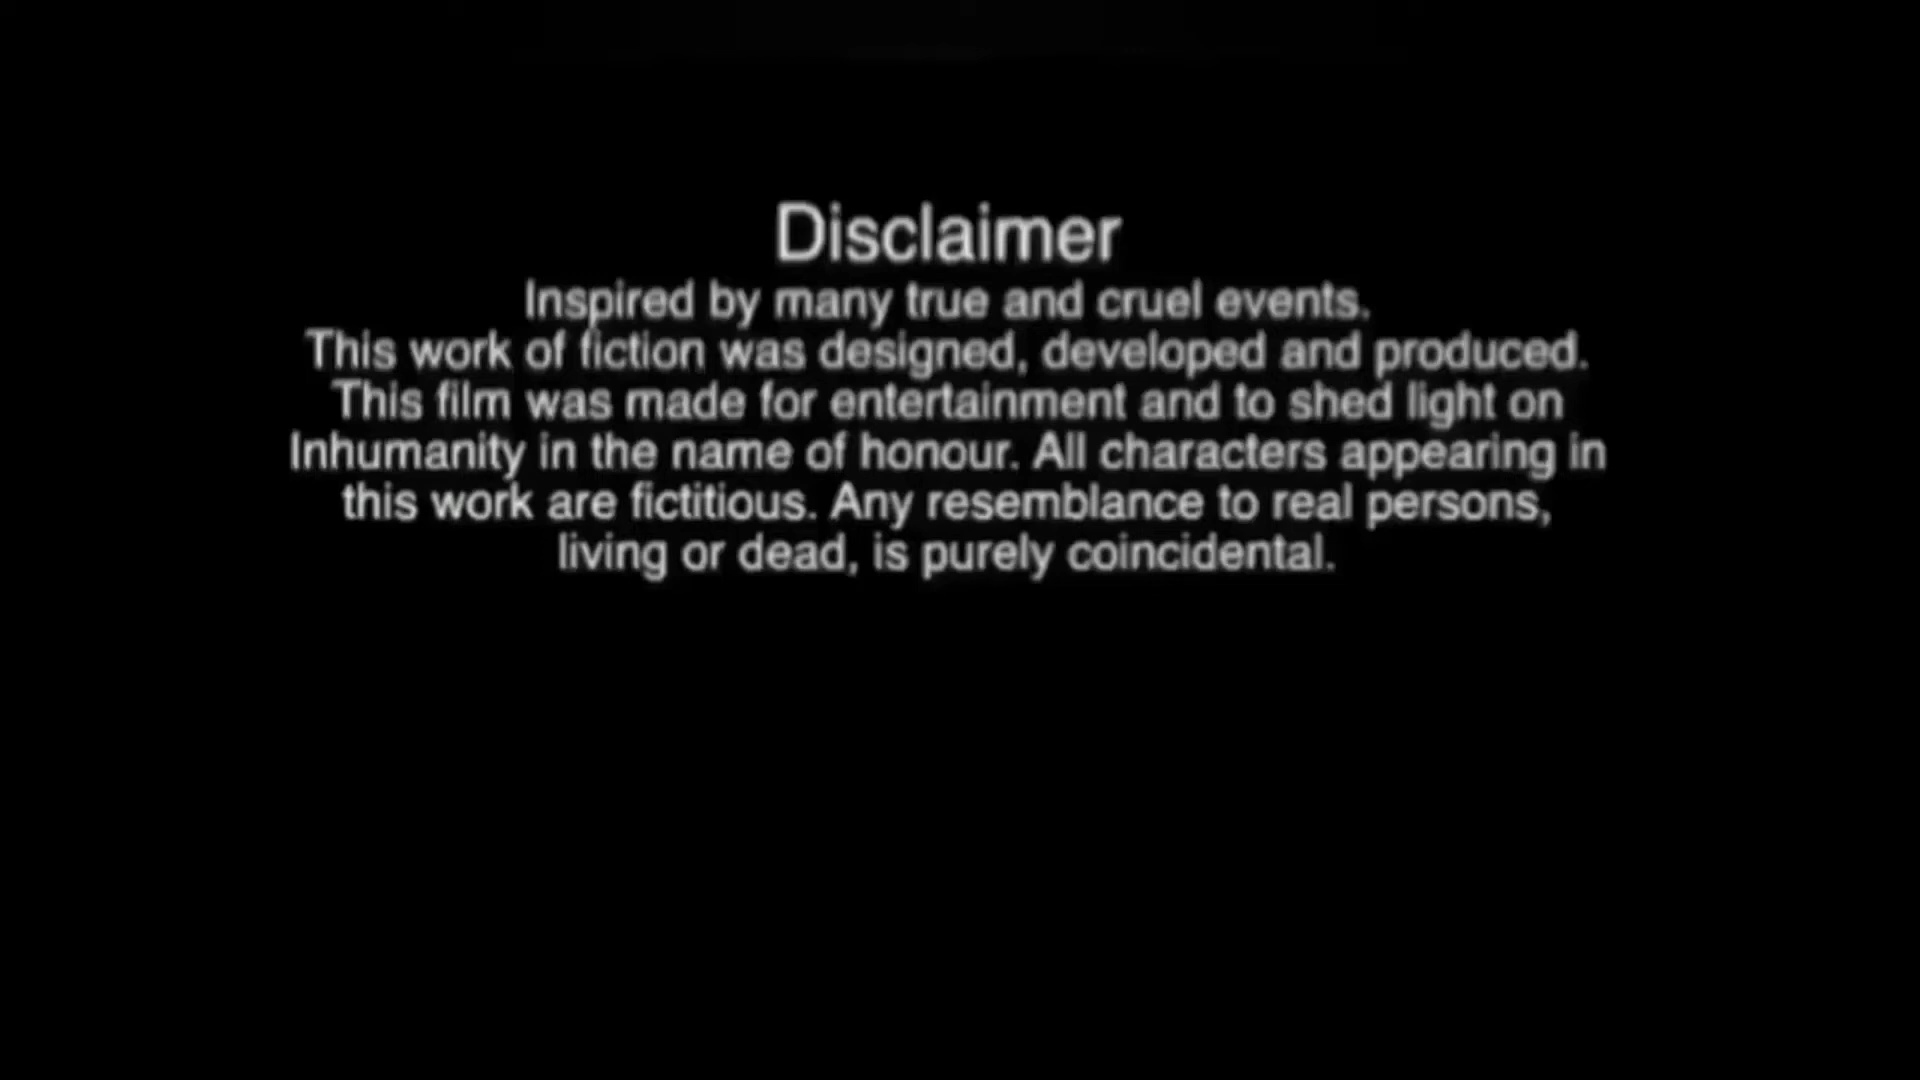 Disclaimer
Inspired by many true and cruel events.
This work of fiction was designed, developed and produced.
This film was made for entertainment and to shed light on
Inhumanity in the name of honour. All characters appearing in
this work are fictitious. Any resemblance to real persons,
living or dead, is purely coincidental.